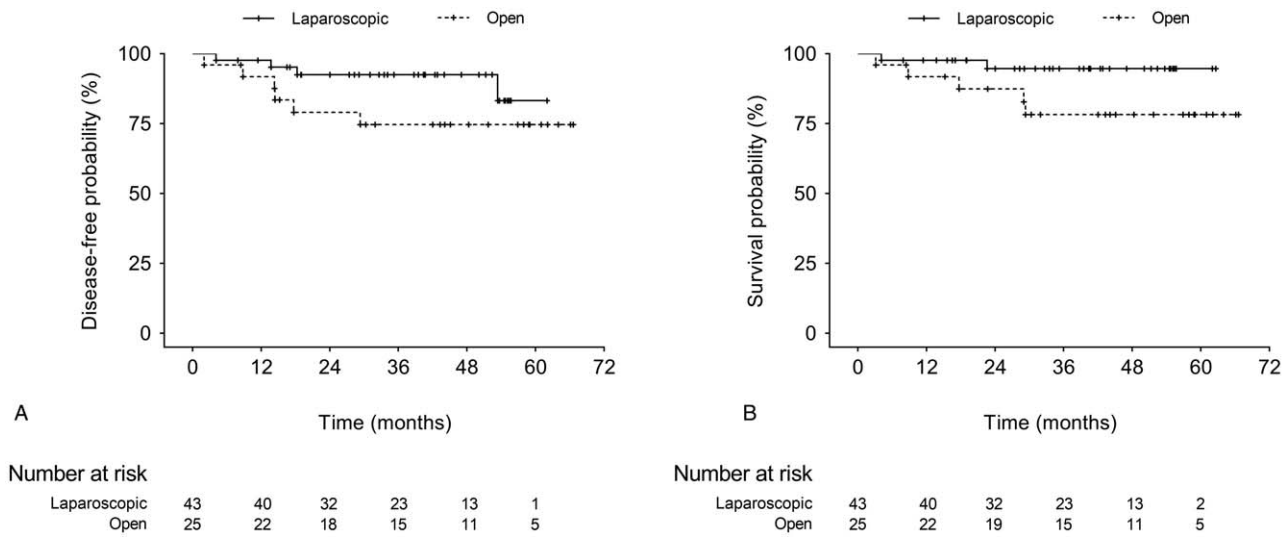 Laparoscopic Open
100
75
50
25
0
Disease-free probability (%)
0 12 24 36 48 60 72
Time (months)
A
Number at risk
Laparoscopic 43 40 32 23 13 1
Open 25 22 18 15 11 5
Laparoscopic Open
100
75
50
25
0
Survival probability (%)
0 12 24 36 48 60 72
Time (months)
B
Number at risk
Laparoscopic 43 40 32 23 13 2
Open 25 22 19 15 11 5